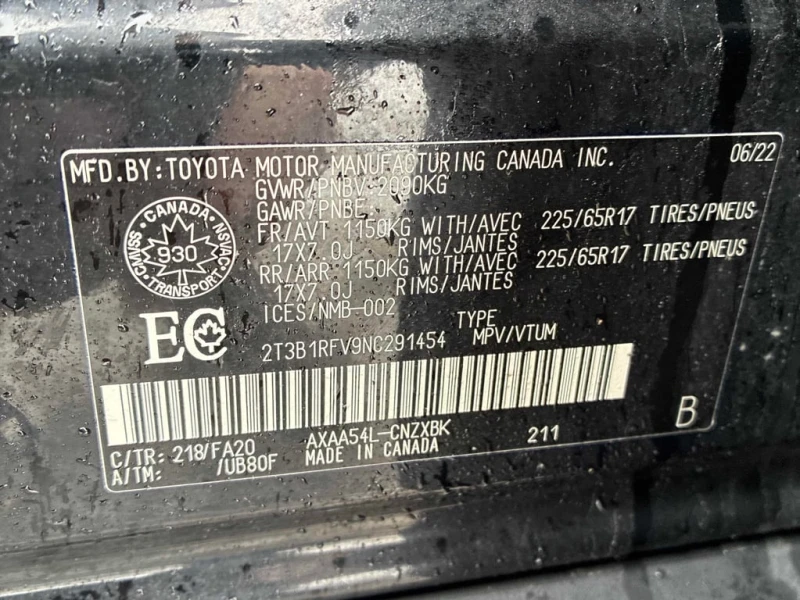 MFD.BY:TOYOTA MOTOR MANUFACTURING CANADA INC. 06/22
GVWR/PNBV 2090KG
GAWR/PNBE
FR/AVT 1150KG WITH/AVEC 225/65R17 TIRES/PNEUS
17X7.0J RIMS/JANTES
RR/ARR 1150KG WITH/AVEC 225/65R17 TIRES/PNEUS
17X7.0J RIMS/JANTES
ICES/NMB-002
CANADA
CMVSS NSVAC
930
TRANSPORT
EC
TYPE
2T3B1RFV9NC291454 MPV/VTUM
B
C/TR: 218/FA20 AXAA54L-CNZXBK 211
A/TM: /UB80F MADE IN CANADA